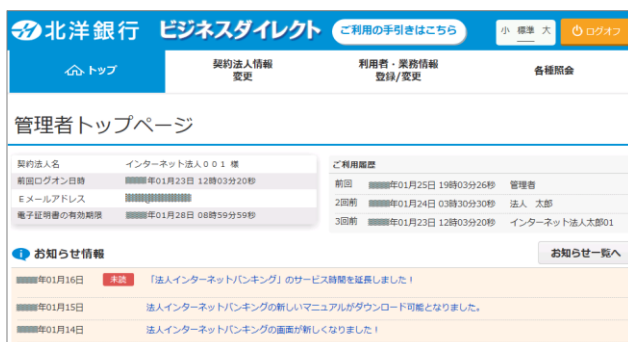 北洋銀行 ビジネスダイレクト ご利用の手引きはこちら 小 標準 大 ログオフ
トップ 契約法人情報 変更 利用者・業務情報 登録/変更 各種照会
管理者トップページ
契約法人名 インターネット法人001 様
前回ログオン日時 年01月23日 12時03分20秒
Eメールアドレス
電子証明書の有効期限 年01月28日 08時59分59秒
ご利用履歴
前回 年01月25日 19時03分26秒 管理者
2回前 年01月24日 03時30分30秒 法人 太郎
3回前 年01月23日 12時03分20秒 インターネット法人太郎01
お知らせ情報 お知らせ一覧へ
年01月16日 未読 「法人インターネットバンキング」のサービス時間を延長しました！
年01月15日 法人インターネットバンキングの新しいマニュアルがダウンロード可能となりました。
年01月14日 法人インターネットバンキングの画面が新しくなりました！